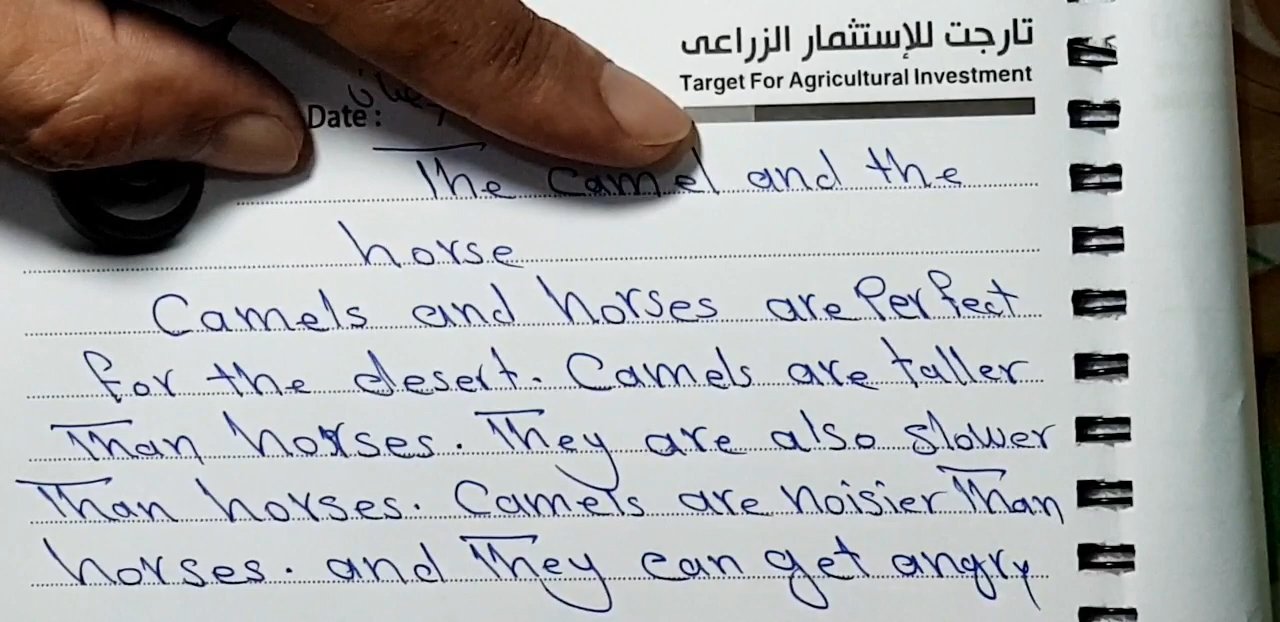 تارجت للإستثمار الزراعى
Target For Agricultural Investment
Date : /
The Camel and the
horse
Camels and horses are Perfect
for the desert. Camels are taller
Than horses. They are also slower
Than horses. Camels are noisier Than
horses. and They can get angry